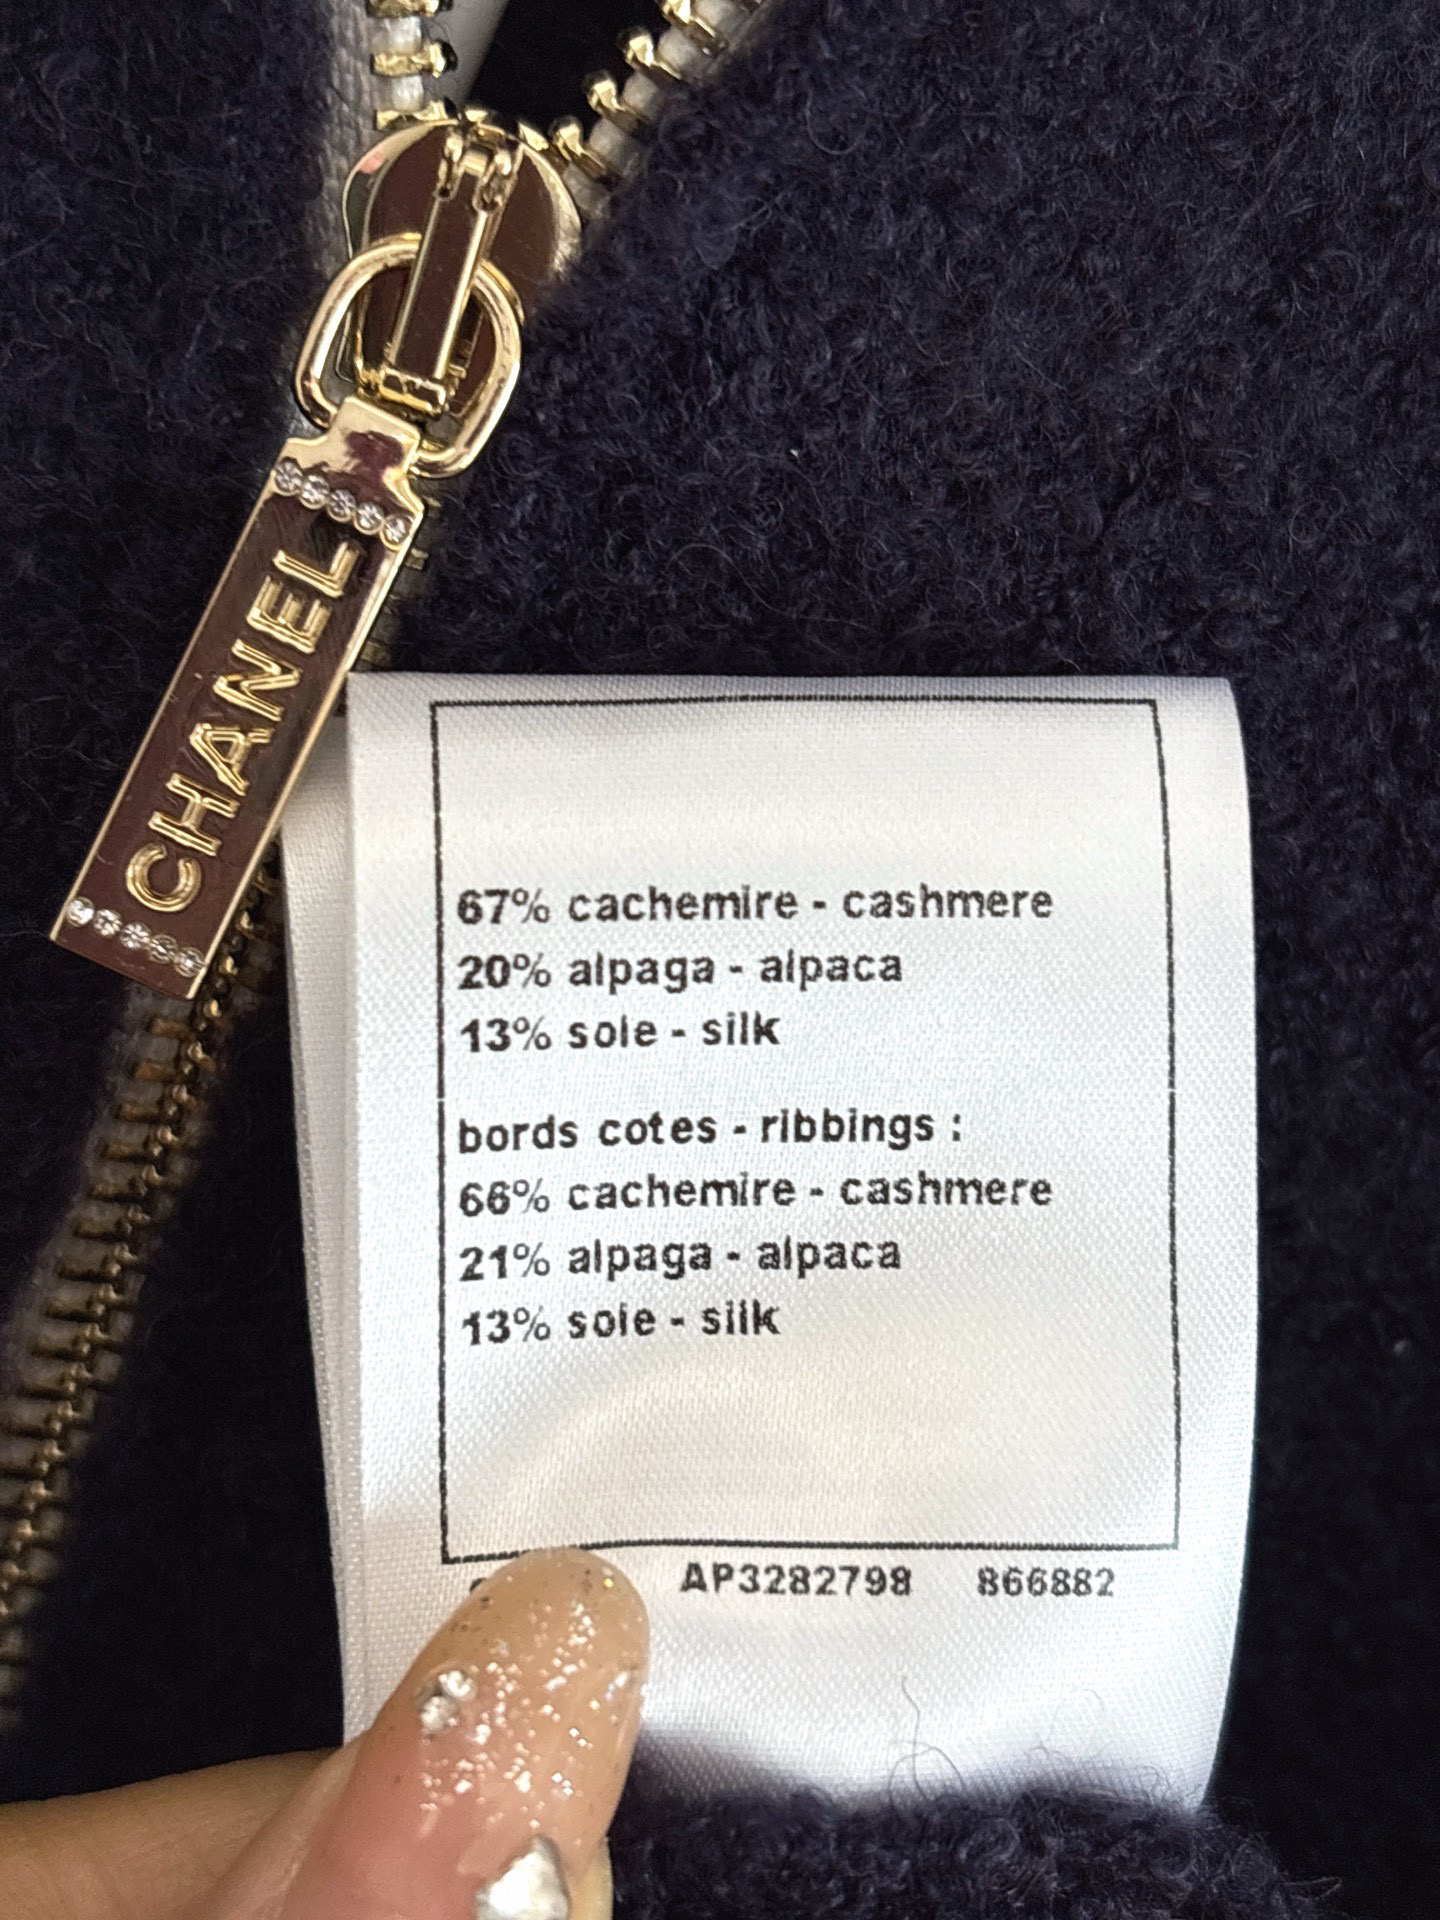 CHANEL
67% cachemire - cashmere
20% alpaga - alpaca
13% soie - silk
bords cotes - ribbings :
66% cachemire - cashmere
21% alpaga - alpaca
13% soie - silk
AP3282798 866882